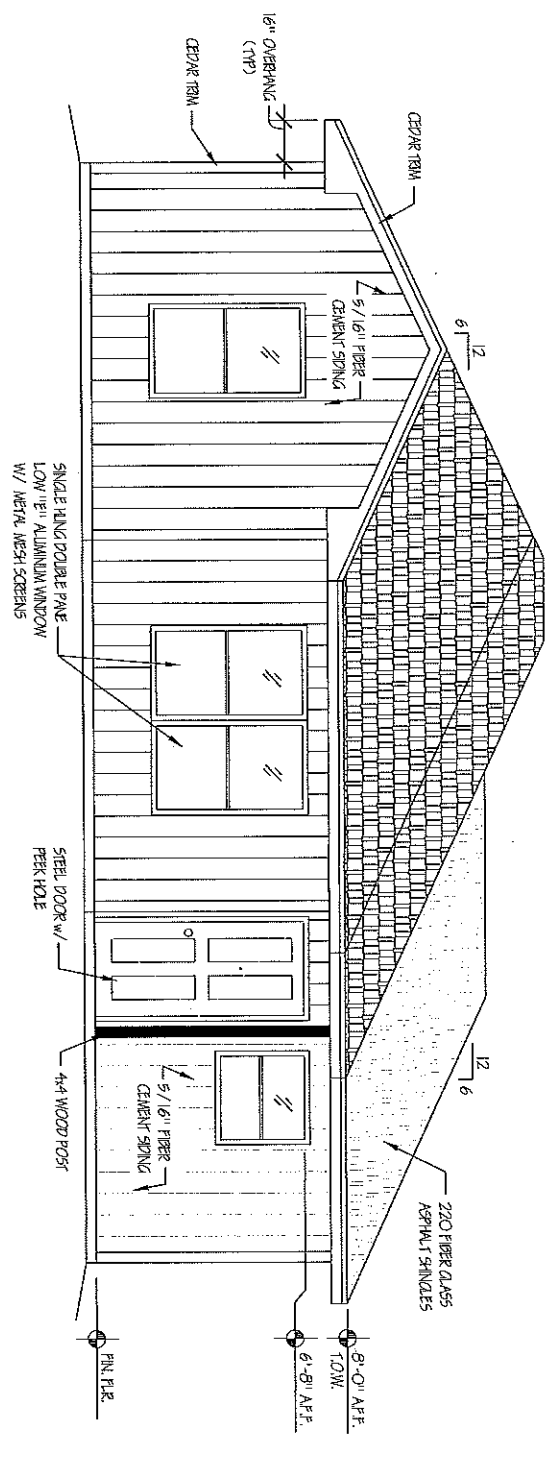 CEDAR TRIM
16" OVERHANG
(TYP)
CEDAR TRIM
12
6
5/16" FIBER
CEMENT SIDING
SINGLE HUNG DOUBLE PANE
LOW "E" ALUMINUM WINDOW
W/ METAL MESH SCREENS
STEEL DOOR w/
PEEK HOLE
4x4 WOOD POST
5/16" FIBER
CEMENT SIDING
12
6
220 FIBER GLASS
ASPHALT SHINGLES
8'-0" A.F.F.
T.O.W.
6'-8" A.F.F.
FIN. FLR.